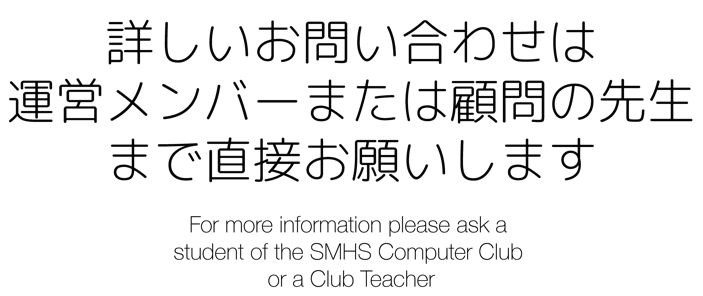 詳しいお問い合わせは
運営メンバーまたは顧問の先生
まで直接お願いします
For more information please ask a
student of the SMHS Computer Club
or a Club Teacher